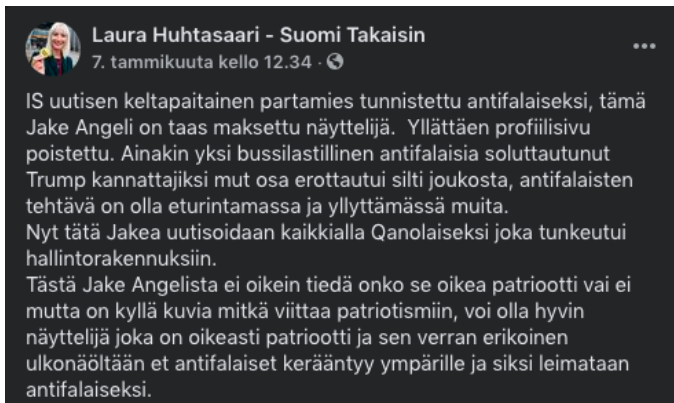 Laura Huhtasaari - Suomi Takaisin
7. tammikuuta kello 12.34 ·
IS uutisen keltapaitainen partamies tunnistettu antifalaiseksi, tämä
Jake Angeli on taas maksettu näyttelijä. Yllättäen profiilisivu
poistettu. Ainakin yksi bussilastillinen antifalaisia soluttautunut
Trump kannattajiksi mut osa erottautui silti joukosta, antifalaisten
tehtävä on olla eturintamassa ja yllyttämässä muita.
Nyt tätä Jakea uutisoidaan kaikkialla Qanolaiseksi joka tunkeutui
hallintorakennuksiin.
Tästä Jake Angelista ei oikein tiedä onko se oikea patriootti vai ei
mutta on kyllä kuvia mitkä viittaa patriotismiin, voi olla hyvin
näyttelijä joka on oikeasti patriootti ja sen verran erikoinen
ulkonäöltään et antifalaiset kerääntyy ympärille ja siksi leimataan
antifalaiseksi.